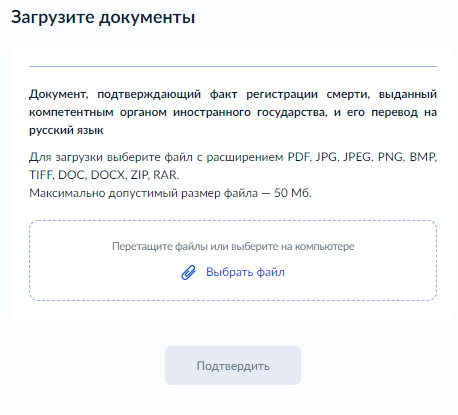 Загрузите документы
Документ, подтверждающий факт регистрации смерти, выданный
компетентным органом иностранного государства, и его перевод на
русский язык
Для загрузки выберите файл с расширением PDF, JPG, JPEG, PNG, BMP,
TIFF, DOC, DOCX, ZIP, RAR.
Максимально допустимый размер файла — 50 Мб.
Перетащите файлы или выберите на компьютере
Выбрать файл
Подтвердить